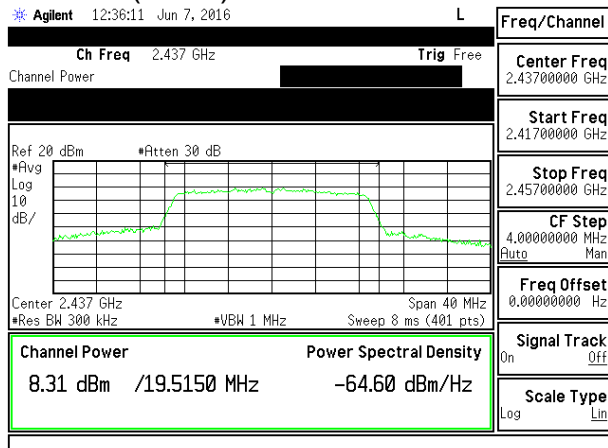 Agilent 12:36:11 Jun 7, 2016 L
Freq/Channel
Ch Freq 2.437 GHz Trig Free
Channel Power
Center Freq
2.43700000 GHz
Start Freq
2.41700000 GHz
Stop Freq
2.45700000 GHz
CF Step
4.00000000 MHz
Auto Man
Freq Offset
0.00000000 Hz
Signal Track
On Off
Scale Type
Log Lin
Ref 20 dBm #Atten 30 dB
#Avg
Log
10
dB/
Center 2.437 GHz Span 40 MHz
#Res BW 300 kHz #VBW 1 MHz Sweep 8 ms (401 pts)
Channel Power Power Spectral Density
8.31 dBm /19.5150 MHz -64.60 dBm/Hz